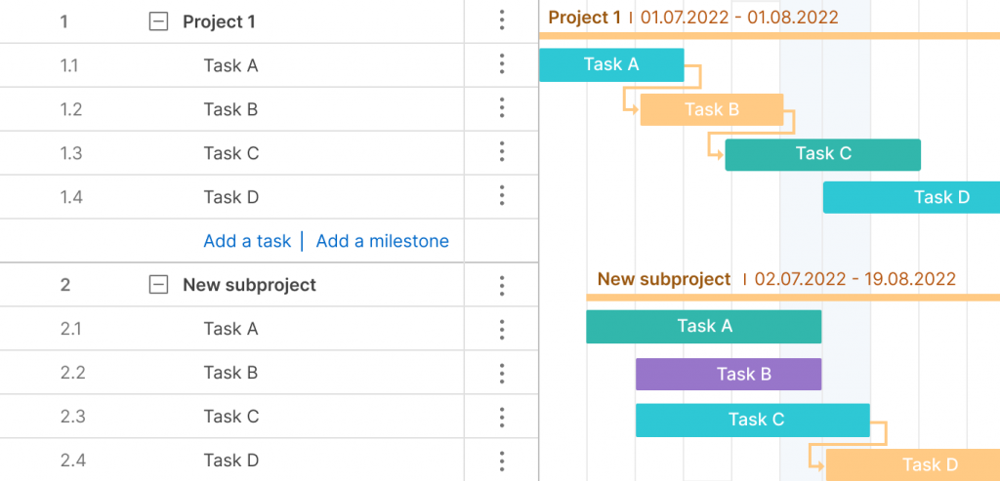 1 Project 1
Project 1 | 01.07.2022 - 01.08.2022
1.1 Task A
Task A
1.2 Task B
Task B
1.3 Task C
Task C
1.4 Task D
Task D
Add a task | Add a milestone
2 New subproject
New subproject | 02.07.2022 - 19.08.2022
2.1 Task A
Task A
2.2 Task B
Task B
2.3 Task C
Task C
2.4 Task D
Task D